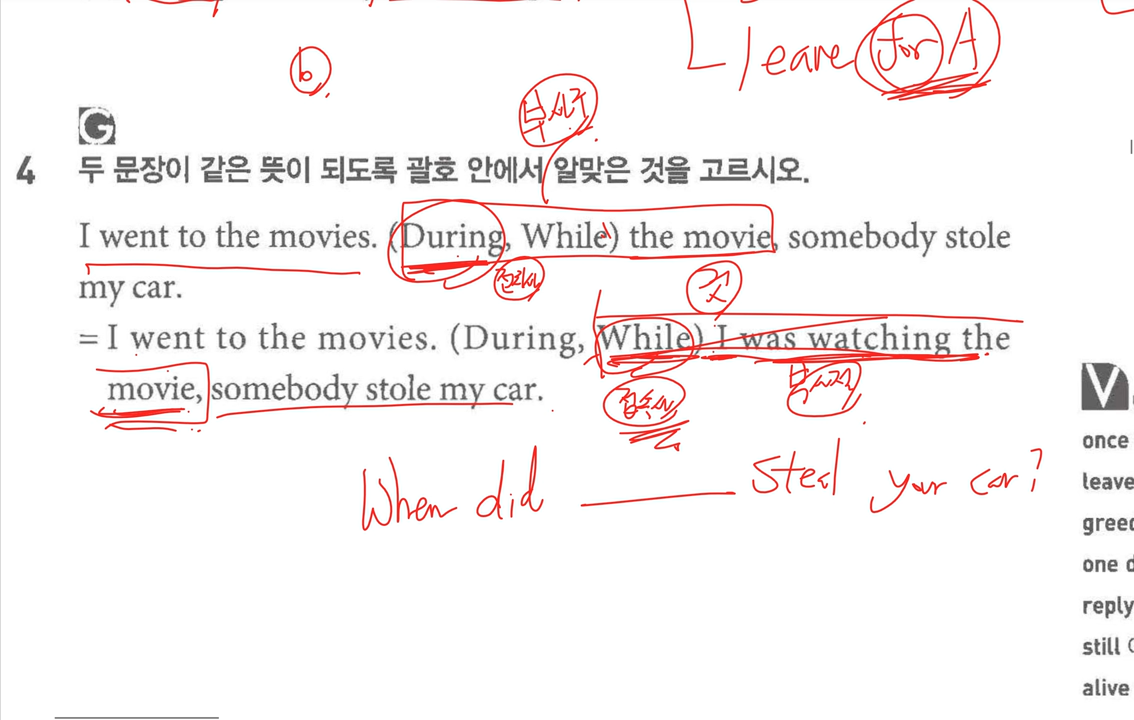 leave for A
b
부사구
G
4 두 문장이 같은 뜻이 되도록 괄호 안에서 알맞은 것을 고르시오.
I went to the movies. (During, While) the movie, somebody stole
전치사
my car.
= I went to the movies. (During, While) I was watching the
movie, somebody stole my car.
접속사
부사절
When did steal your car?
V
once
leave
reply
still
alive